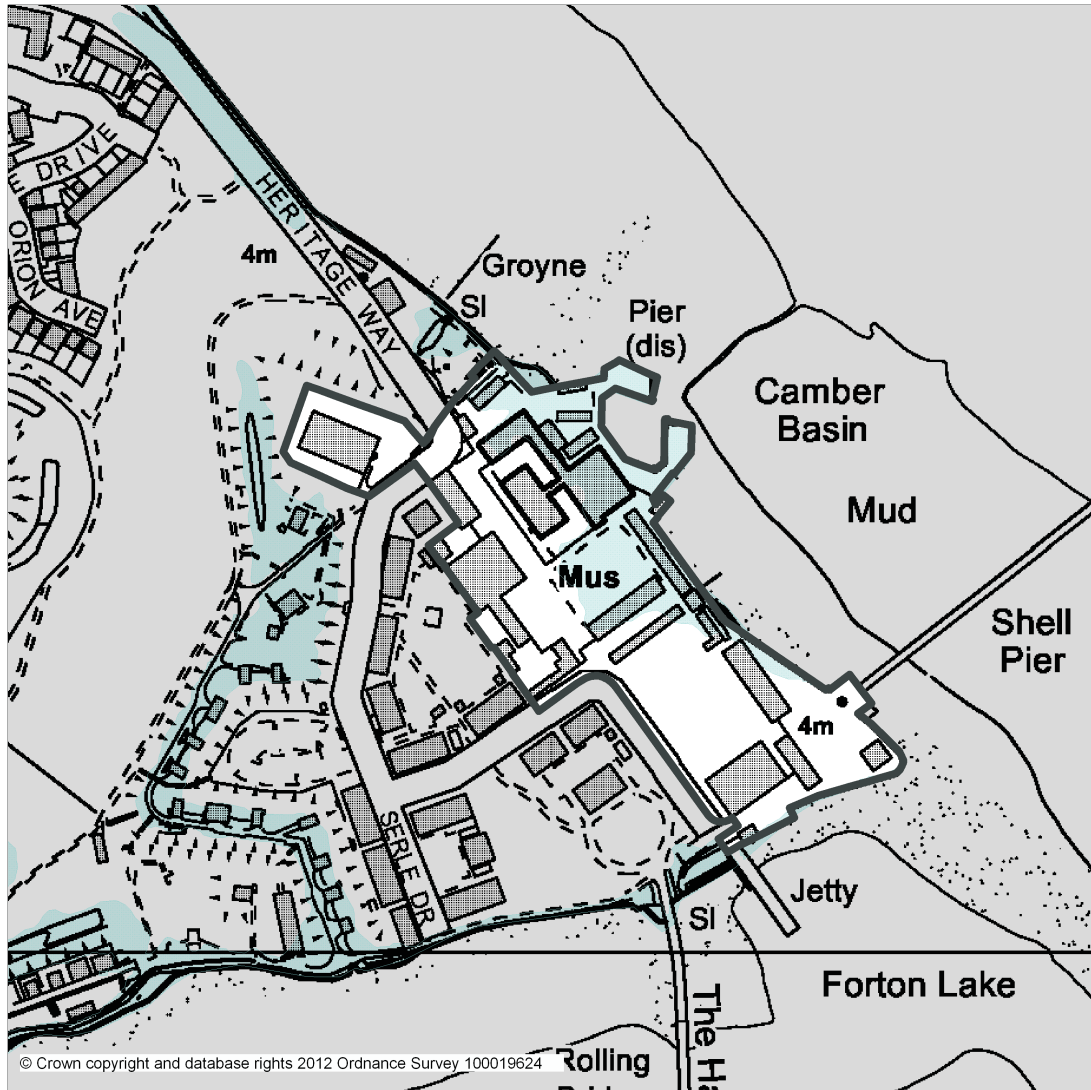 E DRIVE
ORION AVE
HERITAGE WAY
4m
Groyne
Sl
Pier
(dis)
Camber
Basin
Mud
Mus
Shell
Pier
4m
SERLE DR
Jetty
Sl
Forton Lake
The Ha
Rolling
© Crown copyright and database rights 2012 Ordnance Survey 100019624